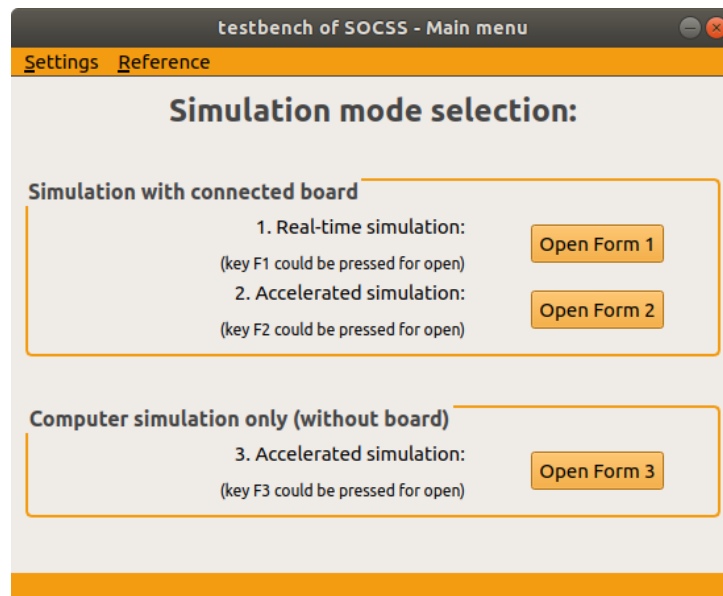 testbench of SOCSS - Main menu
Settings Reference
Simulation mode selection:
Simulation with connected board
1. Real-time simulation:
(key F1 could be pressed for open)
Open Form 1
2. Accelerated simulation:
(key F2 could be pressed for open)
Open Form 2
Computer simulation only (without board)
3. Accelerated simulation:
(key F3 could be pressed for open)
Open Form 3